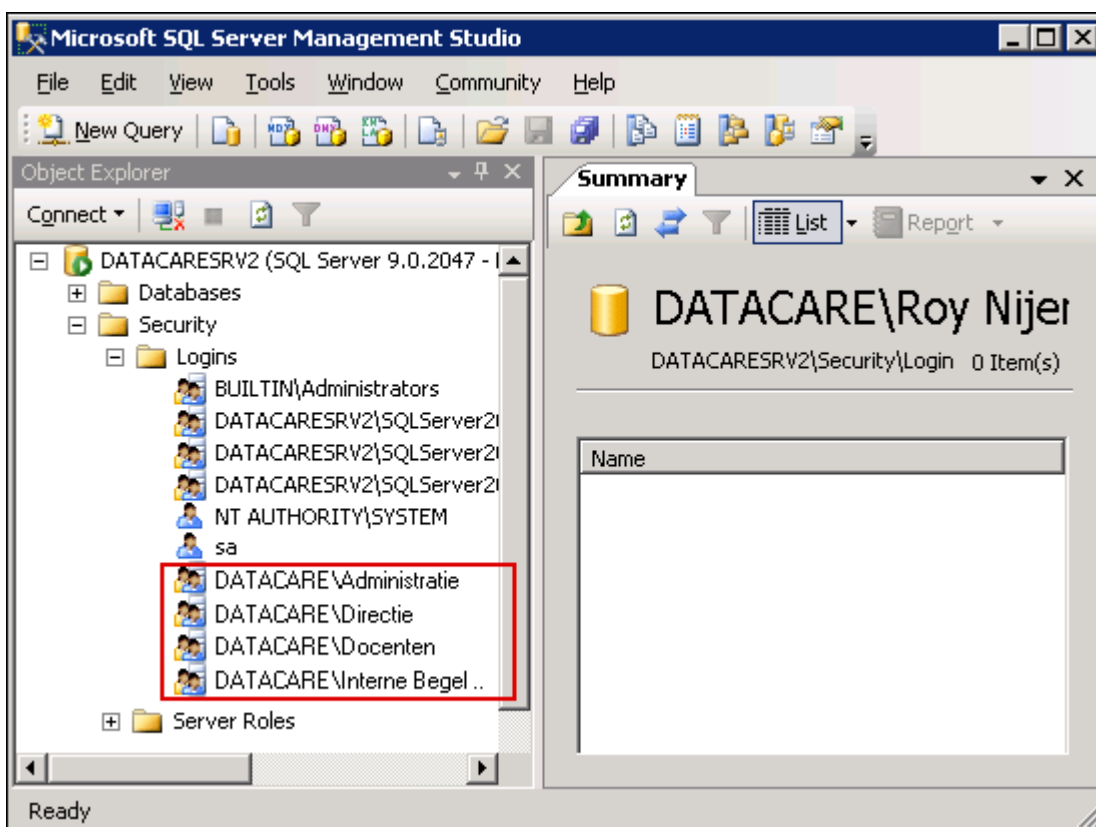 Microsoft SQL Server Management Studio
File Edit View Tools Window Community Help
New Query
Object Explorer
Connect
DATACARESRV2 (SQL Server 9.0.2047 -
Databases
Security
Logins
BUILTIN\Administrators
DATACARESRV2\SQLServer2
DATACARESRV2\SQLServer2
DATACARESRV2\SQLServer2
NT AUTHORITY\SYSTEM
sa
DATACARE\Administratie
DATACARE\Directie
DATACARE\Docenten
DATACARE\Interne Begel ..
Server Roles
Summary
List Report
DATACARE\Roy Nijer
DATACARESRV2\Security\Login 0 Item(s)
Name
Ready